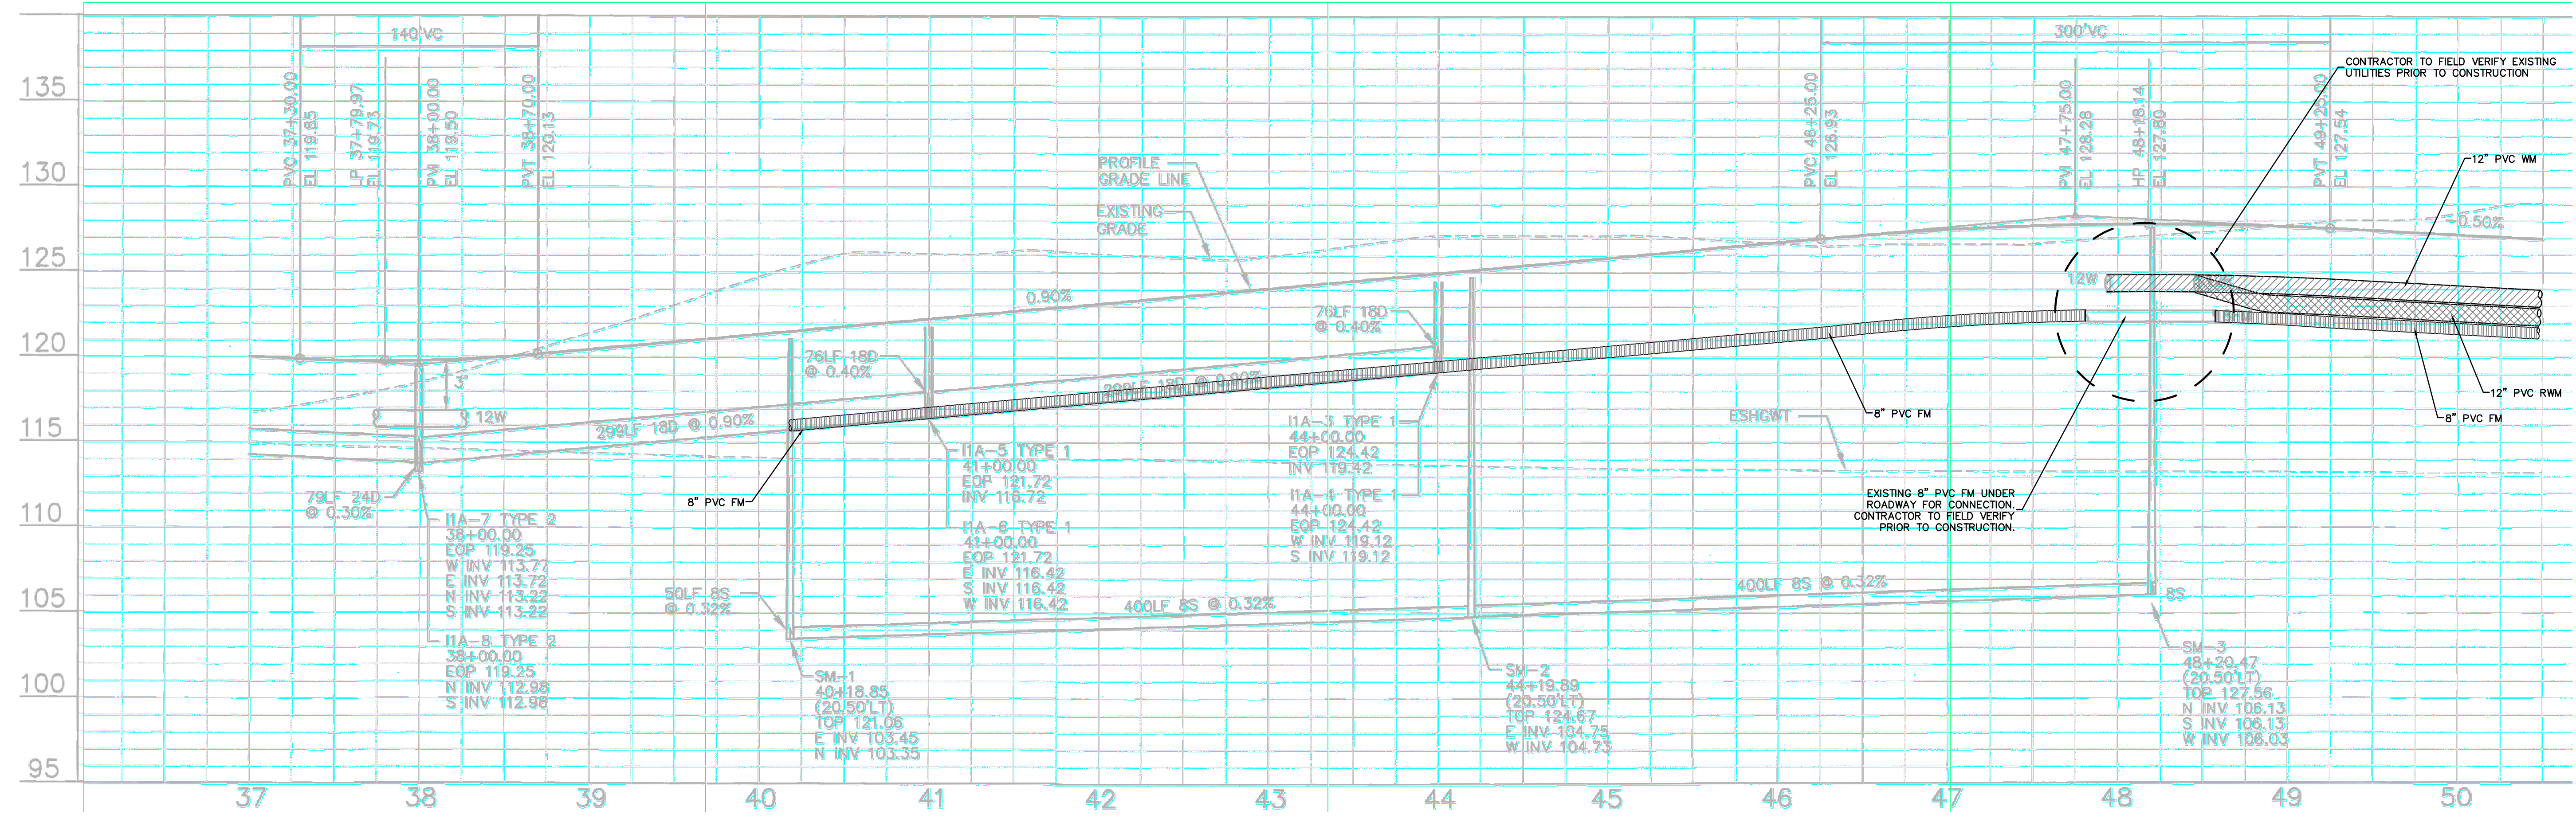 140'VC
300'VC
CONTRACTOR TO FIELD VERIFY EXISTING
UTILITIES PRIOR TO CONSTRUCTION
135
130
125
120
115
110
105
100
95
PVC 37+30.00
EL 119.85
LP 37+79.97
EL 119.73
PVI 38+00.00
EL 119.50
PVT 38+70.00
EL 120.13
PROFILE
GRADE LINE
EXISTING
GRADE
PVC 46+25.00
EL 126.93
PVI 47+75.00
EL 128.28
HP 48+18.14
EL 127.80
PVT 49+25.00
EL 127.54
12" PVC WM
0.50%
0.90%
12W
76LF 18D
@ 0.40%
76LF 18D
@ 0.40%
3'
12W
299LF 18D @ 0.90%
299LF 18D @ 0.90%
8" PVC FM
12" PVC RWM
8" PVC FM
ESHGWT
I1A-3 TYPE 1
44+00.00
EOP 124.42
INV 119.42
I1A-4 TYPE 1
44+00.00
EOP 124.42
W INV 119.12
S INV 119.12
I1A-5 TYPE 1
41+00.00
EOP 121.72
INV 116.72
I1A-6 TYPE 1
41+00.00
EOP 121.72
E INV 116.42
S INV 116.42
W INV 116.42
8" PVC FM
79LF 24D
@ 0.30%
I1A-7 TYPE 2
38+00.00
EOP 119.25
W INV 113.77
E INV 113.72
N INV 113.22
S INV 113.22
I1A-8 TYPE 2
38+00.00
EOP 119.25
N INV 112.98
S INV 112.98
EXISTING 8" PVC FM UNDER
ROADWAY FOR CONNECTION.
CONTRACTOR TO FIELD VERIFY
PRIOR TO CONSTRUCTION.
50LF 8S
@ 0.32%
400LF 8S @ 0.32%
400LF 8S @ 0.32%
8S
SM-1
40+18.85
(20.50'LT)
TOP 121.06
E INV 103.45
N INV 103.35
SM-2
44+19.89
(20.50'LT)
TOP 124.67
E INV 104.75
W INV 104.73
SM-3
48+20.47
(20.50'LT)
TOP 127.56
N INV 106.13
S INV 106.13
W INV 106.03
37 38 39 40 41 42 43 44 45 46 47 48 49 50